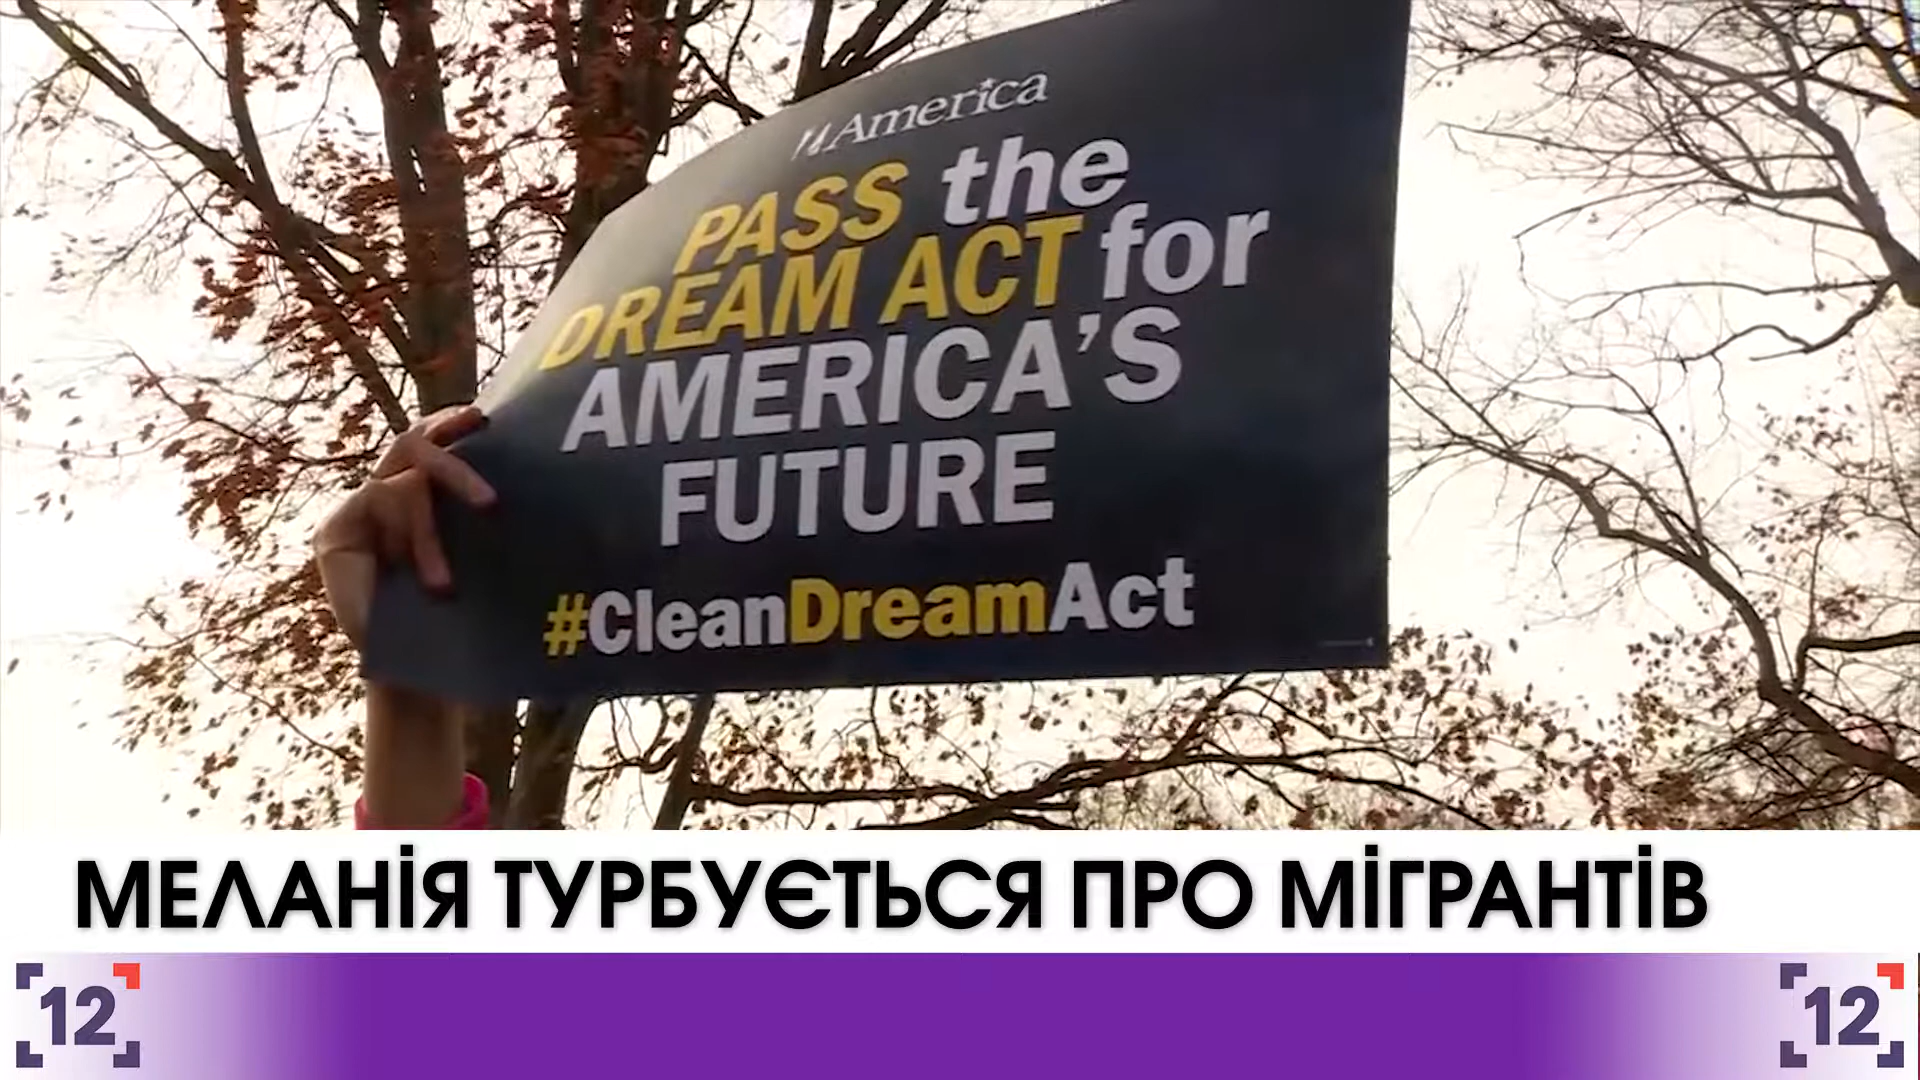 America
PASS the
DREAM ACT for
AMERICA'S
FUTURE
#CleanDreamAct
МЕЛАНІЯ ТУРБУЄТЬСЯ ПРО МІГРАНТІВ
12 12